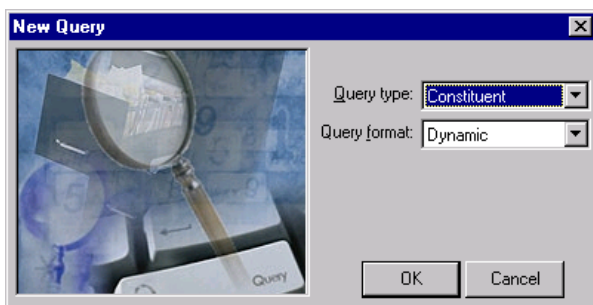 New Query
Query type: Constituent
Query format: Dynamic
Query
OK Cancel